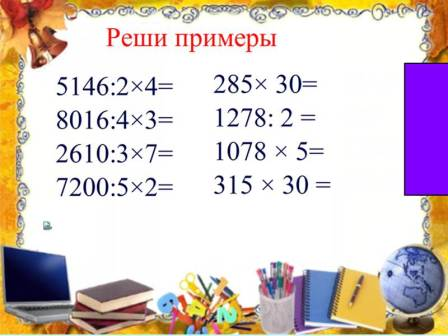 Реши примеры
5146:2×4=
8016:4×3=
2610:3×7=
7200:5×2=
285× 30=
1278: 2 =
1078 × 5=
315 × 30 =